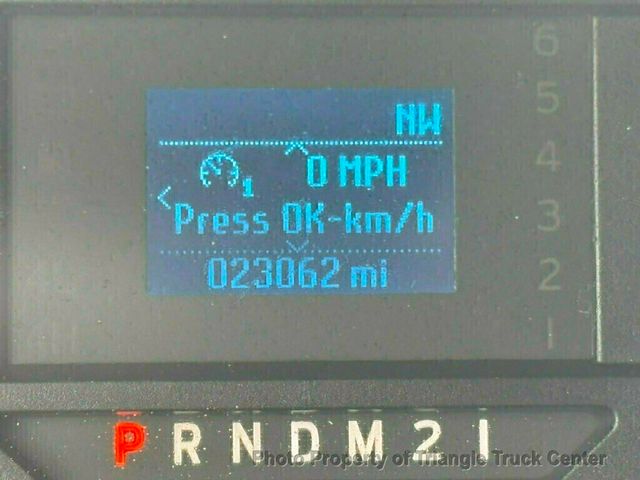 NW
0 MPH
1
Press OK-km/h
023062 mi
6
5
4
3
2
1
P R N D M 2 1
Photo Property of Triangle Truck Center